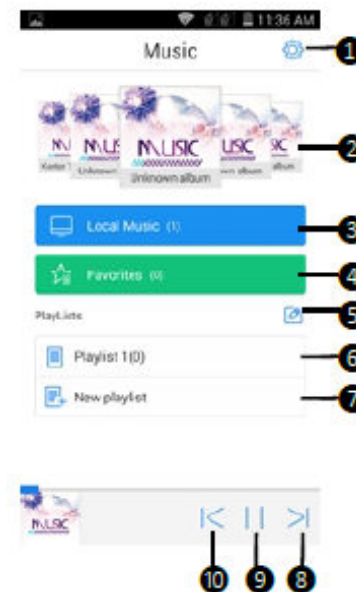 11:36 AM
Music
1
MUSIC
Unknown album
2
Local Music (1)
3
Favorites (0)
4
PlayLists
5
Playlist 1(0)
6
New playlist
7
MUSIC
10
9
8